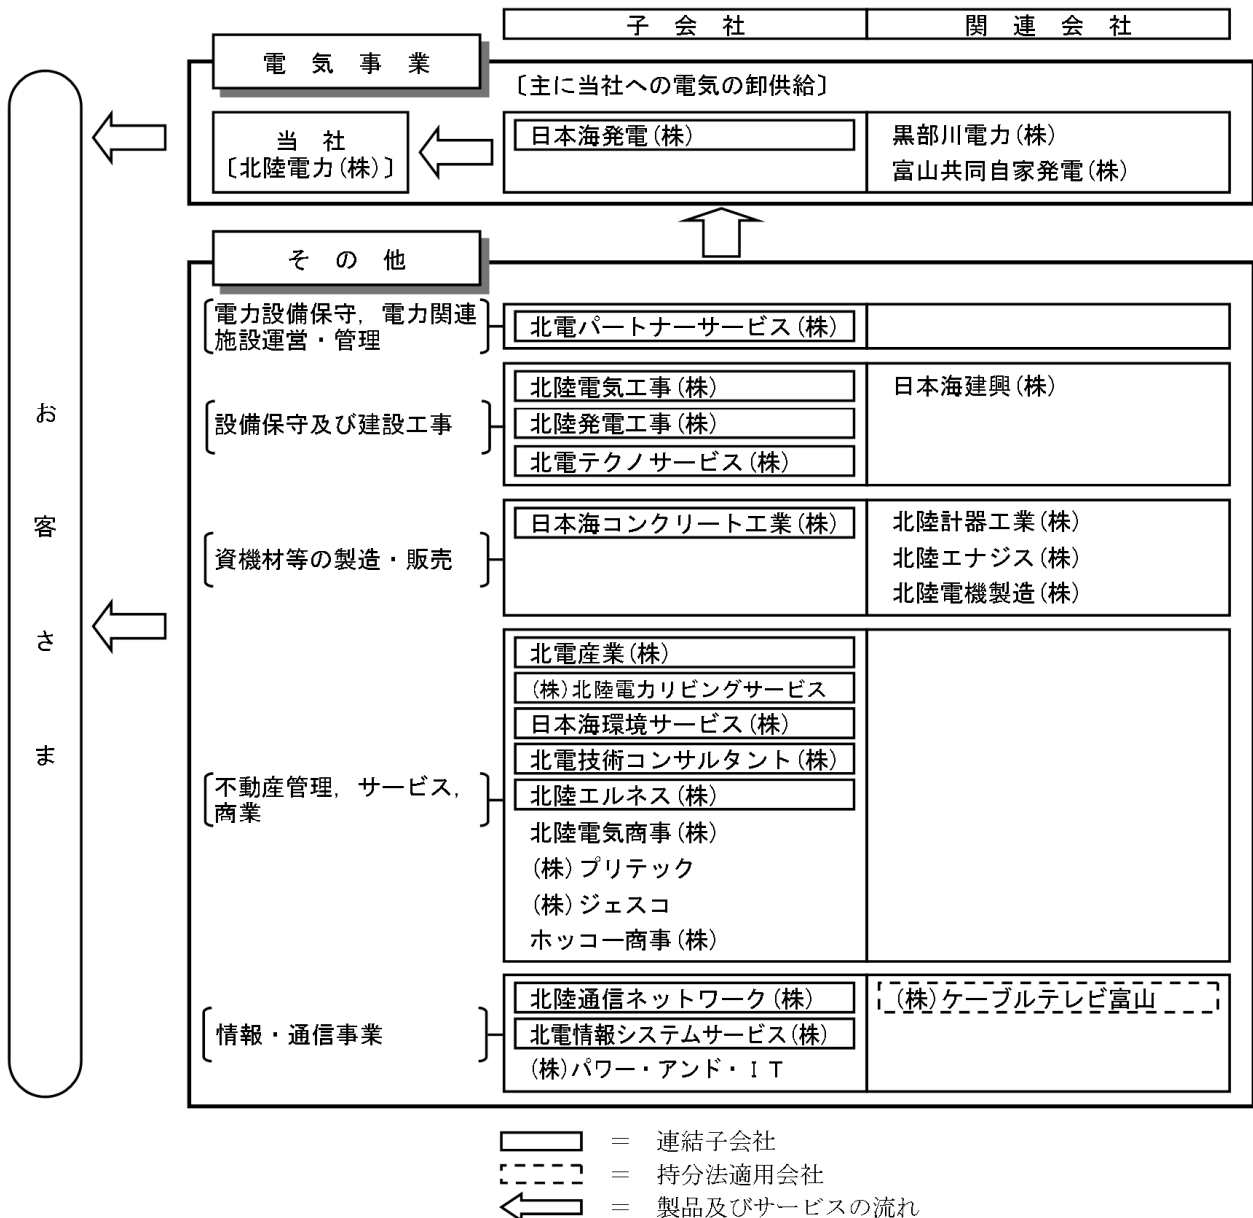 子会社 関連会社
電気事業
〔主に当社への電気の卸供給〕
当社
〔北陸電力(株)〕
日本海発電(株)
黒部川電力(株)
富山共同自家発電(株)
その他
電力設備保守，電力関連
施設運営・管理
北電パートナーサービス(株)
設備保守及び建設工事
北陸電気工事(株)
北陸発電工事(株)
北電テクノサービス(株)
日本海建興(株)
資機材等の製造・販売
日本海コンクリート工業(株)
北陸計器工業(株)
北陸エナジス(株)
北陸電機製造(株)
不動産管理，サービス，
商業
北電産業(株)
(株)北陸電力リビングサービス
日本海環境サービス(株)
北電技術コンサルタント(株)
北陸エルネス(株)
北陸電気商事(株)
(株)プリテック
(株)ジェスコ
ホッコー商事(株)
情報・通信事業
北陸通信ネットワーク(株)
北電情報システムサービス(株)
(株)パワー・アンド・ＩＴ
(株)ケーブルテレビ富山
お客さま
＝ 連結子会社
＝ 持分法適用会社
＝ 製品及びサービスの流れ